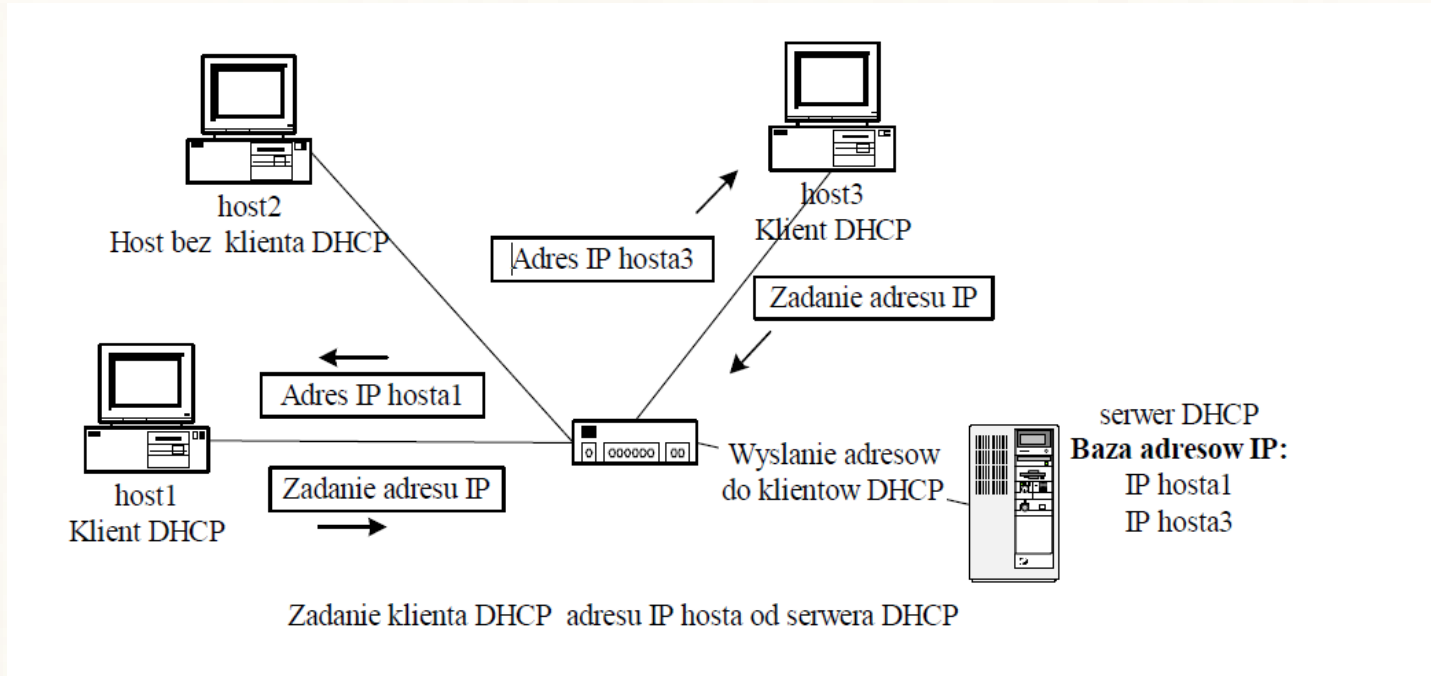 host2
Host bez klienta DHCP
host3
Klient DHCP
Adres IP hosta3
Zadanie adresu IP
Adres IP hosta1
Zadanie adresu IP
host1
Klient DHCP
Wyslanie adresow
do klientow DHCP
serwer DHCP
Baza adresow IP:
IP hosta1
IP hosta3
Zadanie klienta DHCP adresu IP hosta od serwera DHCP